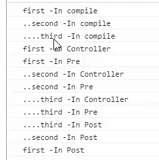 first -In compile
..second -In compile
....third -In compile
first -In Controller
first -In Pre
..second -In Controller
..second -In Pre
....third -In Controller
....third -In Pre
....third -In Post
..second -In Post
first -In Post